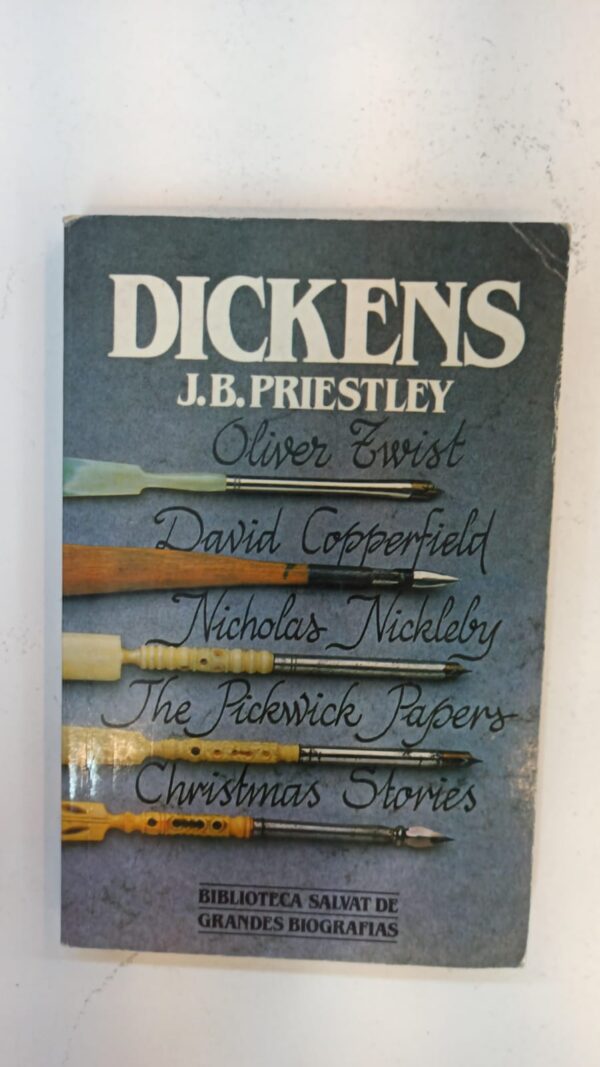 DICKENS
J.B. PRIESTLEY
Oliver Twist
David Copperfield
Nicholas Nickleby
The Pickwick Papers
Christmas Stories
BIBLIOTECA SALVAT DE
GRANDES BIOGRAFIAS